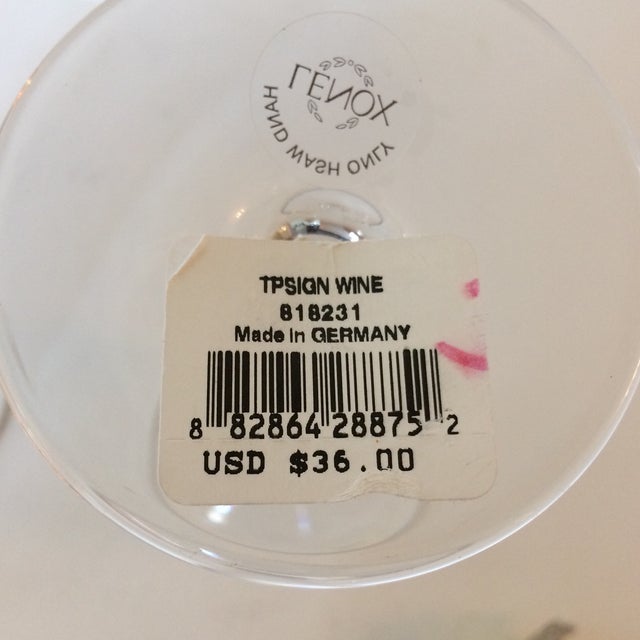 LENOX
HAND WASH ONLY
TPSIGN WINE
818231
Made In GERMANY
8 82864 28875 2
USD $36.00